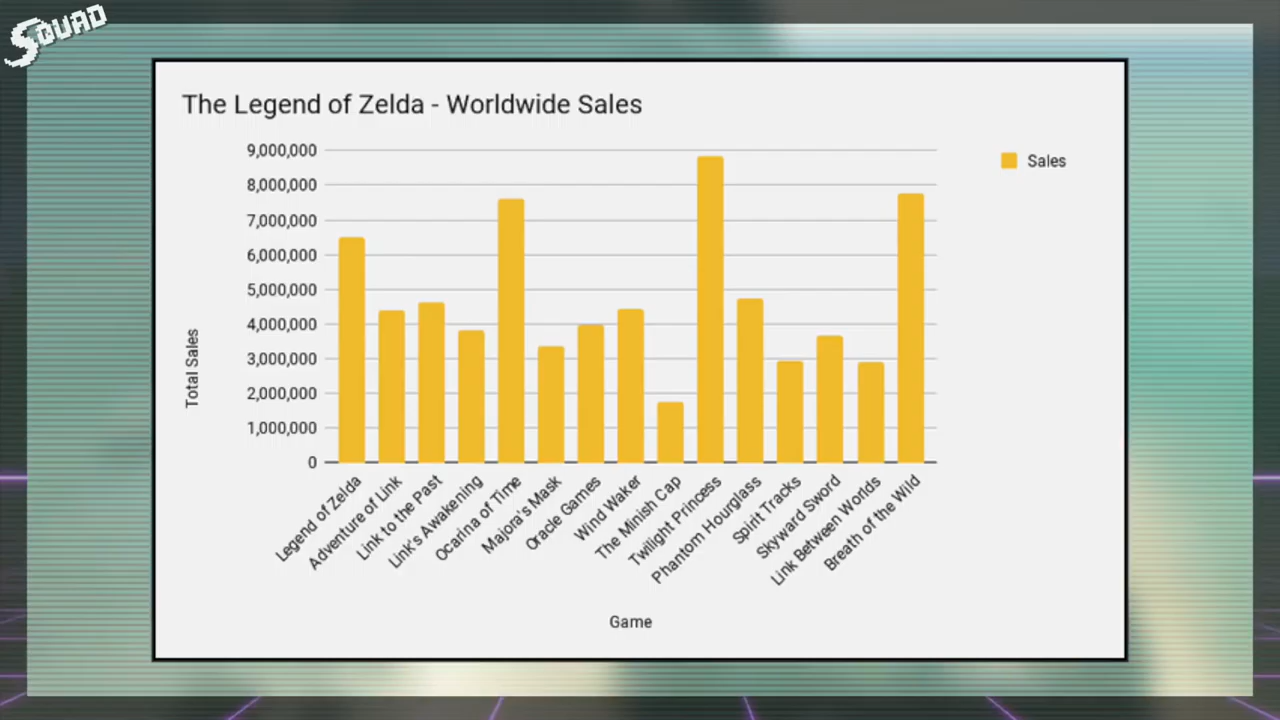 SQUAD
The Legend of Zelda - Worldwide Sales
Sales
Total Sales
9,000,000
8,000,000
7,000,000
6,000,000
5,000,000
4,000,000
3,000,000
2,000,000
1,000,000
0
Legend of Zelda
Adventure of Link
Link to the Past
Link's Awakening
Ocarina of Time
Majora's Mask
Oracle Games
Wind Waker
The Minish Cap
Twilight Princess
Phantom Hourglass
Spirit Tracks
Skyward Sword
Link Between Worlds
Breath of the Wild
Game